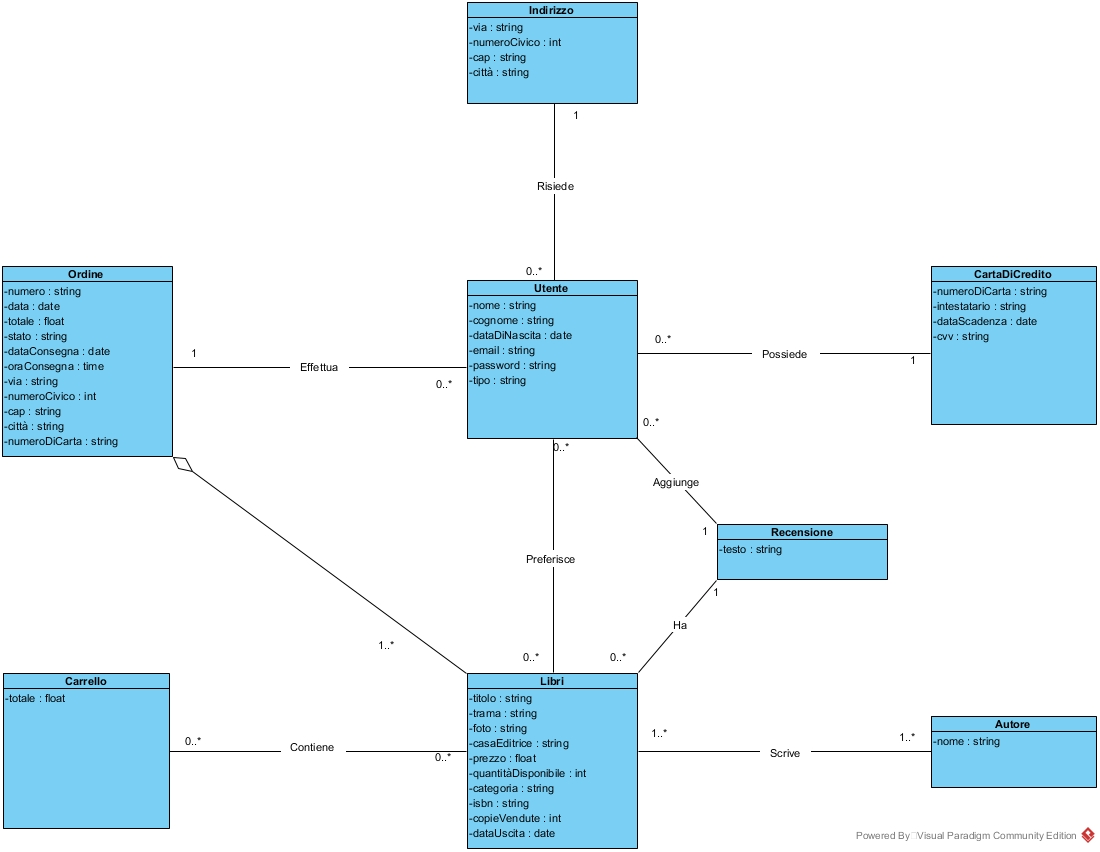 Indirizzo
-via : string
-numeroCivico : int
-cap : string
-città : string
1
Risiede
0..*
Ordine
-numero : string
-data : date
-totale : float
-stato : string
-dataConsegna : date
-oraConsegna : time
-via : string
-numeroCivico : int
-cap : string
-città : string
-numeroDiCarta : string
1
Effettua
0..*
Utente
-nome : string
-cognome : string
-dataDiNascita : date
-email : string
-password : string
-tipo : string
0..*
Possiede
1
CartaDiCredito
-numeroDiCarta : string
-intestatario : string
-dataScadenza : date
-cvv : string
0..*
Aggiunge
1
0..*
Preferisce
0..*
Recensione
-testo : string
1
Ha
0..*
1..*
Carrello
-totale : float
0..*
Contiene
0..*
Libri
-titolo : string
-trama : string
-foto : string
-casaEditrice : string
-prezzo : float
-quantitàDisponibile : int
-categoria : string
-isbn : string
-copieVendute : int
-dataUscita : date
1..*
Scrive
1..*
Autore
-nome : string
Powered By Visual Paradigm Community Edition